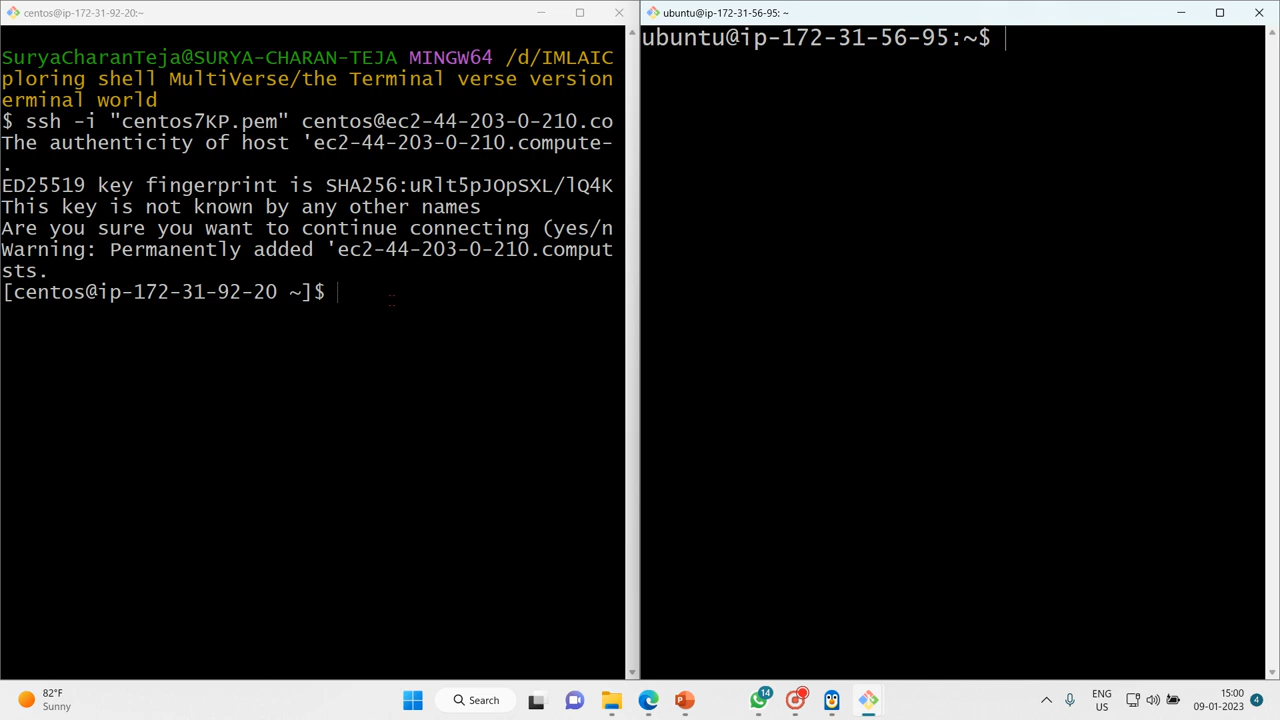 centos@ip-172-31-92-20:~
SuryaCharanTeja@SURYA-CHARAN-TEJA MINGW64 /d/IMLAIC
ploring shell MultiVerse/the Terminal verse version
erminal world
$ ssh -i "centos7KP.pem" centos@ec2-44-203-0-210.co
The authenticity of host 'ec2-44-203-0-210.compute-
.
ED25519 key fingerprint is SHA256:uRlt5pJOpSXL/lQ4K
This key is not known by any other names
Are you sure you want to continue connecting (yes/n
Warning: Permanently added 'ec2-44-203-0-210.comput
sts.
[centos@ip-172-31-92-20 ~]$
ubuntu@ip-172-31-56-95: ~
ubuntu@ip-172-31-56-95:~$
82°F
Sunny
Search
14
ENG
US
15:00
09-01-2023
4